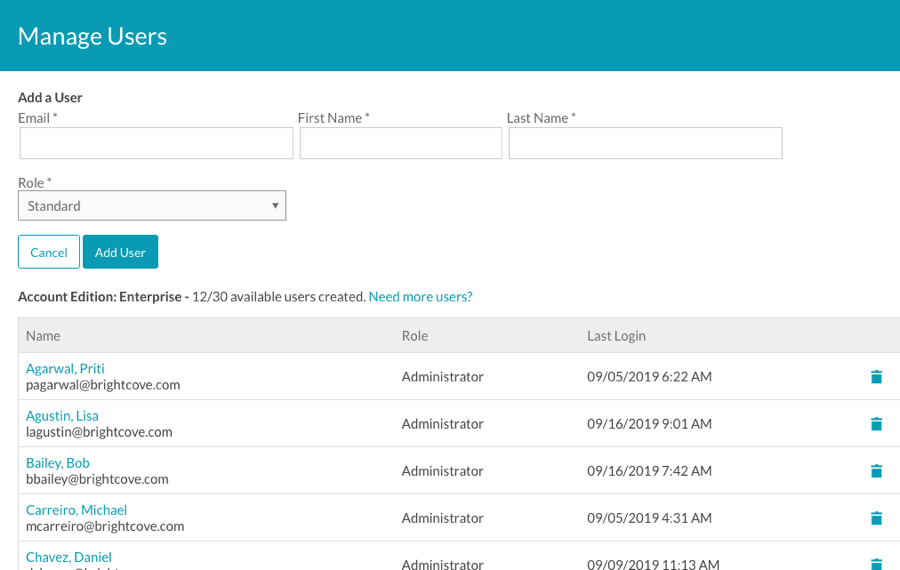 Manage Users
Add a User
Email * First Name * Last Name *
Role *
Standard
Cancel Add User
Account Edition: Enterprise - 12/30 available users created. Need more users?
Name Role Last Login
Agarwal, Priti
pagarwal@brightcove.com Administrator 09/05/2019 6:22 AM
Agustin, Lisa
lagustin@brightcove.com Administrator 09/16/2019 9:01 AM
Bailey, Bob
bbailey@brightcove.com Administrator 09/16/2019 7:42 AM
Carreiro, Michael
mcarreiro@brightcove.com Administrator 09/05/2019 4:31 AM
Chavez, Daniel
Administrator 09/09/2019 11:13 AM